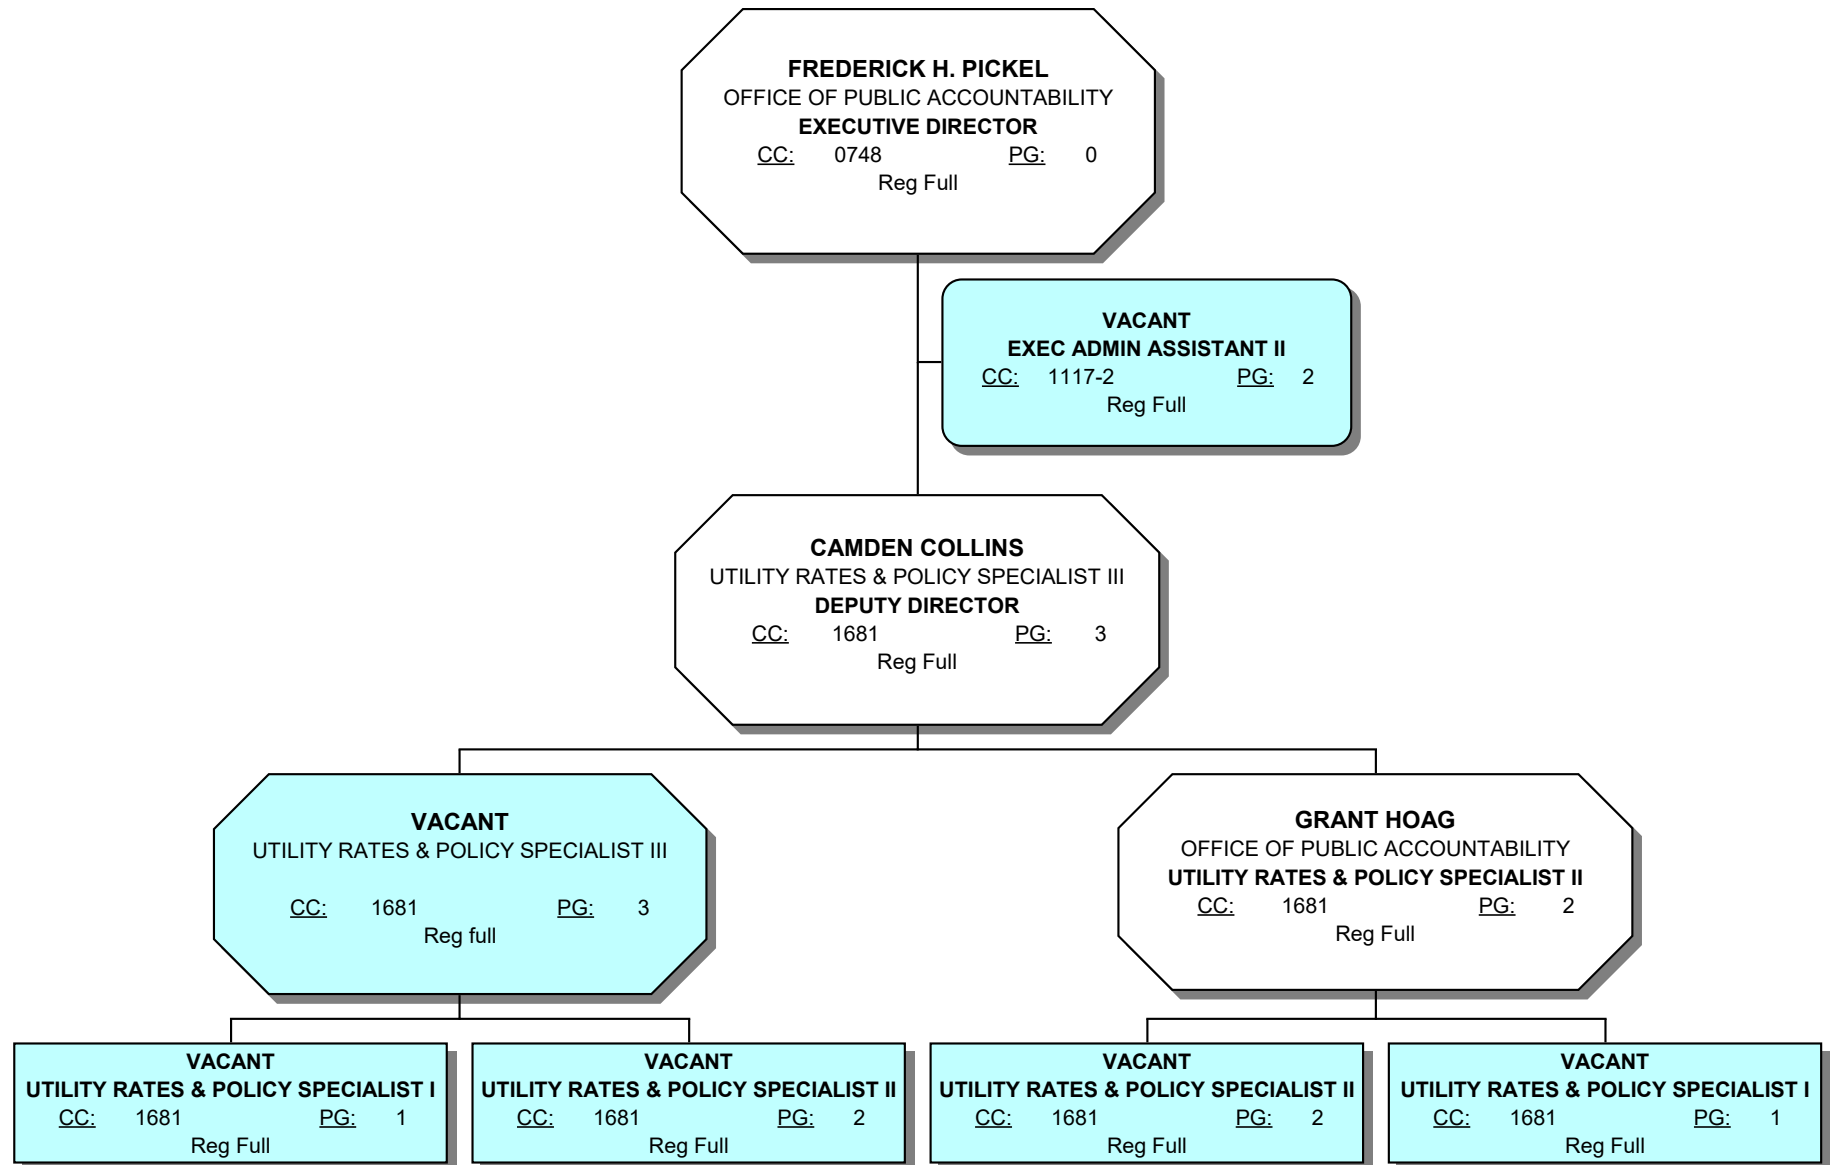 FREDERICK H. PICKEL
OFFICE OF PUBLIC ACCOUNTABILITY
EXECUTIVE DIRECTOR
CC: 0748 PG: 0
Reg Full
VACANT
EXEC ADMIN ASSISTANT II
CC: 1117-2 PG: 2
Reg Full
CAMDEN COLLINS
UTILITY RATES & POLICY SPECIALIST III
DEPUTY DIRECTOR
CC: 1681 PG: 3
Reg Full
VACANT
UTILITY RATES & POLICY SPECIALIST III
CC: 1681 PG: 3
Reg full
GRANT HOAG
OFFICE OF PUBLIC ACCOUNTABILITY
UTILITY RATES & POLICY SPECIALIST II
CC: 1681 PG: 2
Reg Full
VACANT
UTILITY RATES & POLICY SPECIALIST I
CC: 1681 PG: 1
Reg Full
VACANT
UTILITY RATES & POLICY SPECIALIST II
CC: 1681 PG: 2
Reg Full
VACANT
UTILITY RATES & POLICY SPECIALIST II
CC: 1681 PG: 2
Reg Full
VACANT
UTILITY RATES & POLICY SPECIALIST I
CC: 1681 PG: 1
Reg Full